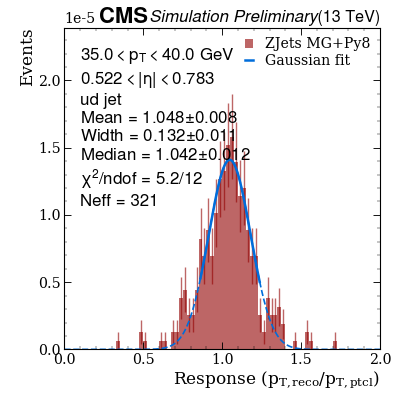 1e-5 CMS Simulation Preliminary (13 TeV)
Events
35.0 < p_T < 40.0 GeV
0.522 < |η| < 0.783
ud jet
Mean = 1.048±0.008
Width = 0.132±0.011
Median = 1.042±0.012
χ²/ndof = 5.2/12
Neff = 321
ZJets MG+Py8
Gaussian fit
2.0
1.5
1.0
0.5
0.0
0.0 0.5 1.0 1.5 2.0
Response (p_T,reco/p_T,ptcl)